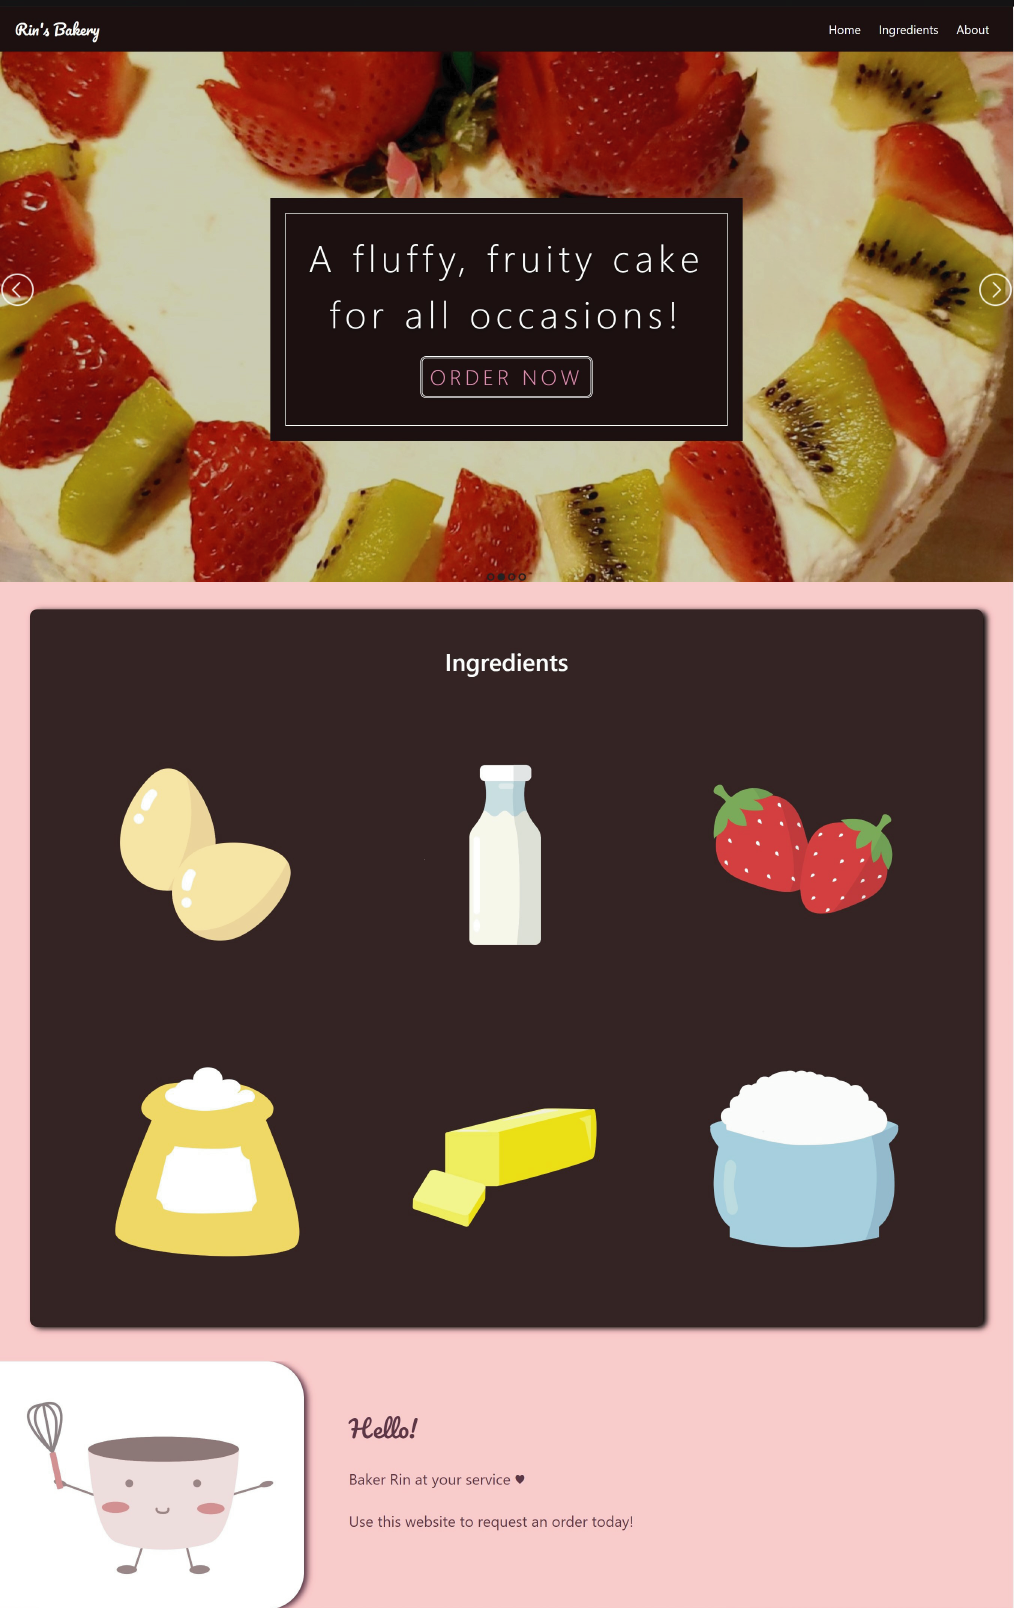 Rin's Bakery
Home Ingredients About
A fluffy, fruity cake
for all occasions!
ORDER NOW
Ingredients
Hello!
Baker Rin at your service ♥
Use this website to request an order today!